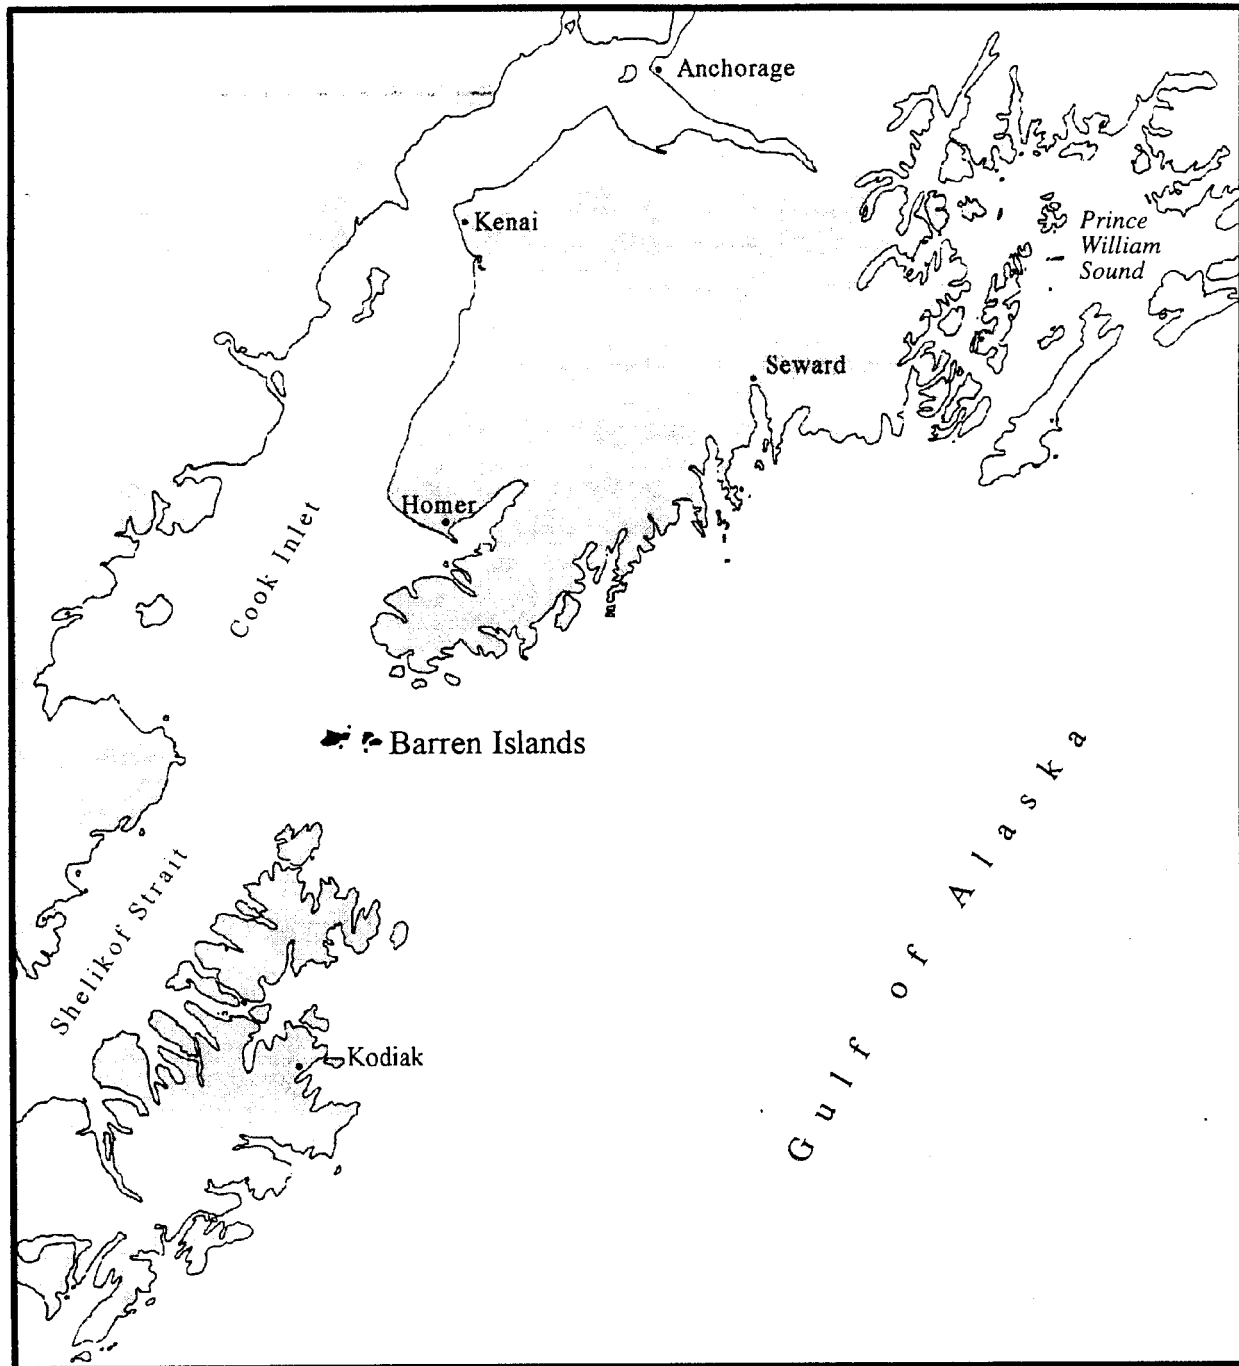 Anchorage
Kenai
Prince
William
Sound
Seward
Homer
Cook Inlet
Barren Islands
Shelikof Strait
Gulf of Alaska
Kodiak